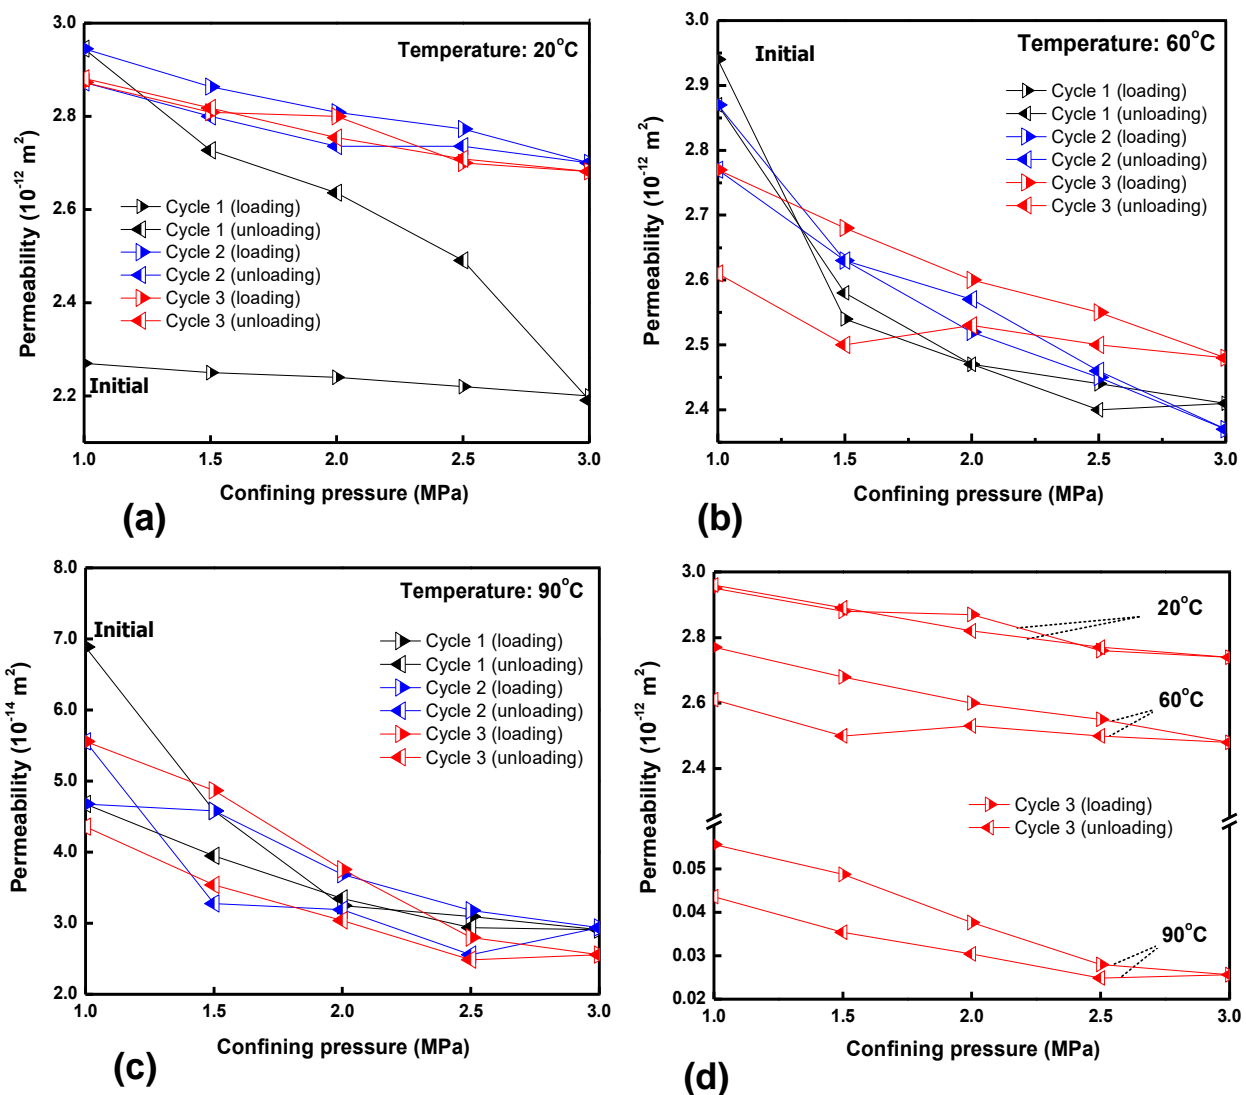 Temperature: 20°C
3.0
2.8
2.6
2.4
2.2
Permeability (10⁻¹² m²)
Cycle 1 (loading)
Cycle 1 (unloading)
Cycle 2 (loading)
Cycle 2 (unloading)
Cycle 3 (loading)
Cycle 3 (unloading)
Initial
1.0 1.5 2.0 2.5 3.0
Confining pressure (MPa)
(a)
Temperature: 60°C
Initial
3.0
2.9
2.8
2.7
2.6
2.5
2.4
Permeability (10⁻¹² m²)
Cycle 1 (loading)
Cycle 1 (unloading)
Cycle 2 (loading)
Cycle 2 (unloading)
Cycle 3 (loading)
Cycle 3 (unloading)
1.0 1.5 2.0 2.5 3.0
Confining pressure (MPa)
(b)
Temperature: 90°C
Initial
8.0
7.0
6.0
5.0
4.0
3.0
2.0
Permeability (10⁻¹⁴ m²)
Cycle 1 (loading)
Cycle 1 (unloading)
Cycle 2 (loading)
Cycle 2 (unloading)
Cycle 3 (loading)
Cycle 3 (unloading)
1.0 1.5 2.0 2.5 3.0
Confining pressure (MPa)
(c)
3.0
2.8
2.6
2.4
0.05
0.04
0.03
0.02
Permeability (10⁻¹² m²)
20°C
60°C
Cycle 3 (loading)
Cycle 3 (unloading)
90°C
1.0 1.5 2.0 2.5 3.0
Confining pressure (MPa)
(d)